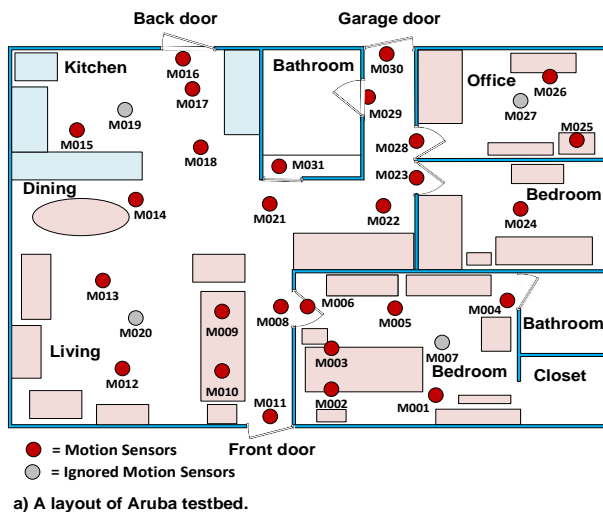 Back door
Garage door
Kitchen
M016
M017
M019
M015
M018
Bathroom
M030
M029
M031
Office
M026
M027
M025
M028
M023
Dining
M014
M021
M022
Bedroom
M024
M013
M020
M009
M008
M006
M005
M004
Bathroom
Living
M012
M010
M003
M007
Bedroom
M002
M001
Closet
M011
Front door
= Motion Sensors
= Ignored Motion Sensors
a) A layout of Aruba testbed.